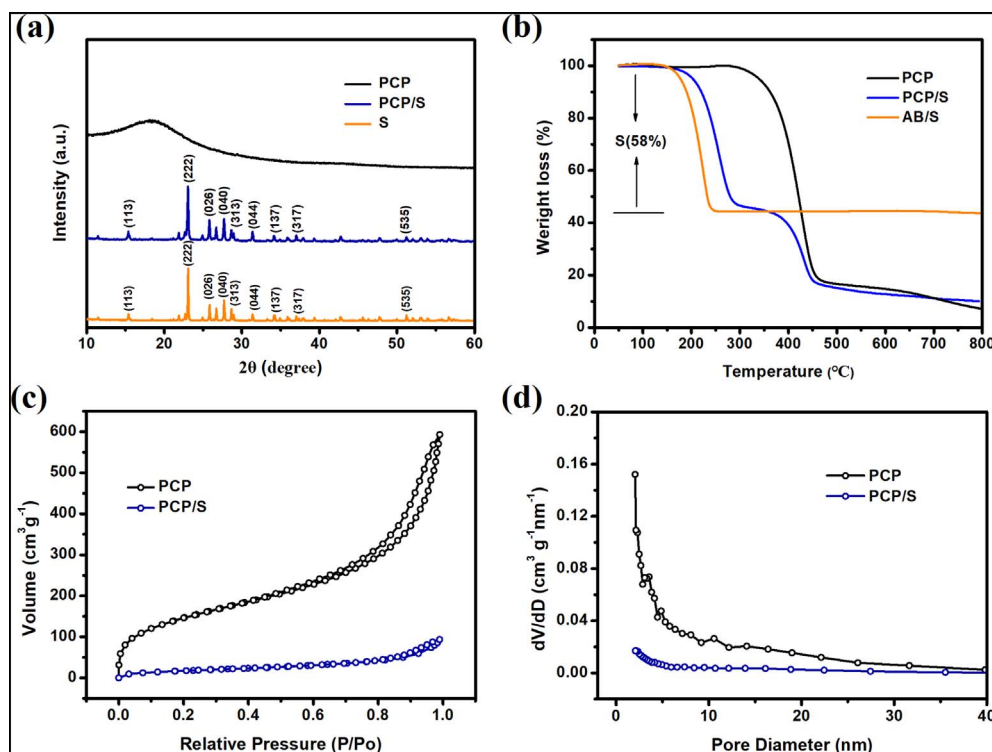 (a)
PCP
PCP/S
S
Intensity (a.u.)
(113)
(222)
(026)
(040)
(313)
(044)
(137)
(317)
(535)
(113)
(222)
(026)
(040)
(313)
(044)
(137)
(317)
(535)
10 20 30 40 50 60
2θ (degree)
(b)
PCP
PCP/S
AB/S
S(58%)
Weright loss (%)
100
80
60
40
20
0
0 100 200 300 400 500 600 700 800
Temperature (℃)
(c)
PCP
PCP/S
Volume (cm³g⁻¹)
600
500
400
300
200
100
0
0.0 0.2 0.4 0.6 0.8 1.0
Relative Pressure (P/Po)
(d)
PCP
PCP/S
dV/dD (cm³ g⁻¹nm⁻¹)
0.20
0.16
0.12
0.08
0.04
0.00
0 10 20 30 40
Pore Diameter (nm)